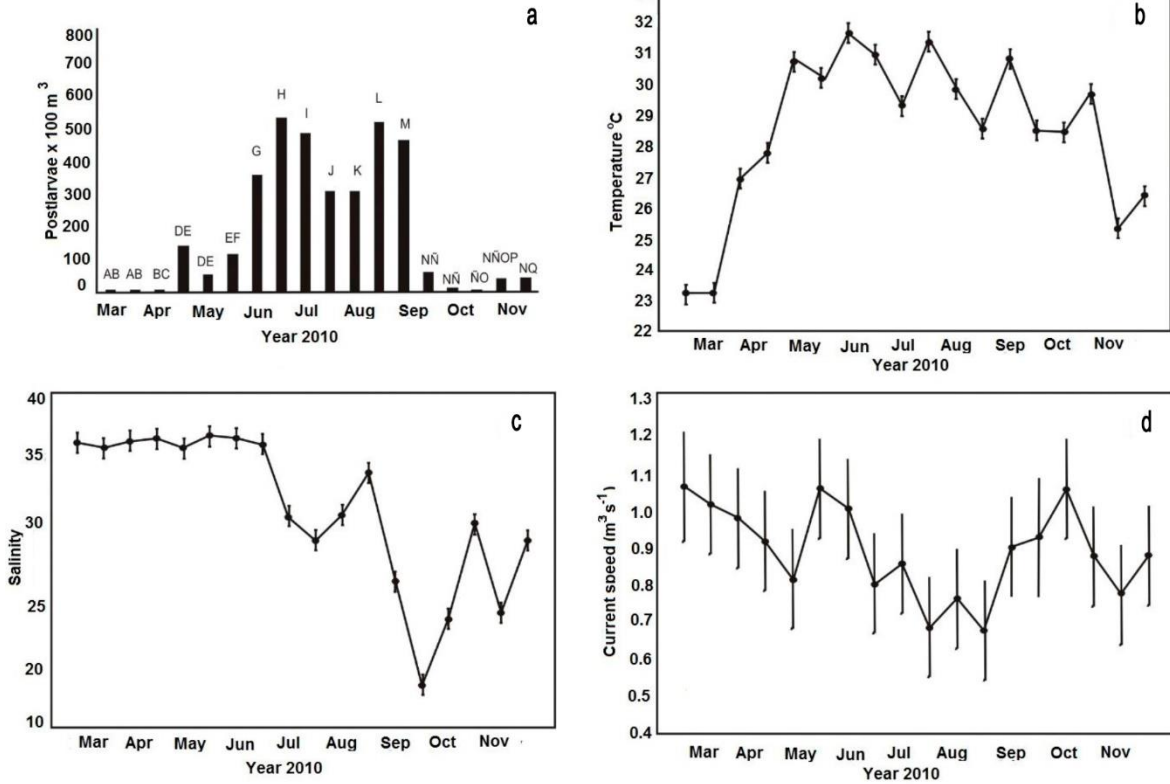 a
Postlarvae x 100 m³
800
700
600
500
400
300
200
100
0
AB AB BC DE DE EF G H I J K L M NÑ NÑ ÑO NÑOP NQ
Mar Apr May Jun Jul Aug Sep Oct Nov
Year 2010
b
Temperature °C
32
31
30
29
28
27
26
25
24
23
22
Mar Apr May Jun Jul Aug Sep Oct Nov
Year 2010
c
Salinity
40
35
30
25
20
10
Mar Apr May Jun Jul Aug Sep Oct Nov
Year 2010
d
Current speed (m³ s⁻¹)
1.3
1.2
1.1
1.0
0.9
0.8
0.7
0.6
0.5
0.4
Mar Apr May Jun Jul Aug Sep Oct Nov
Year 2010